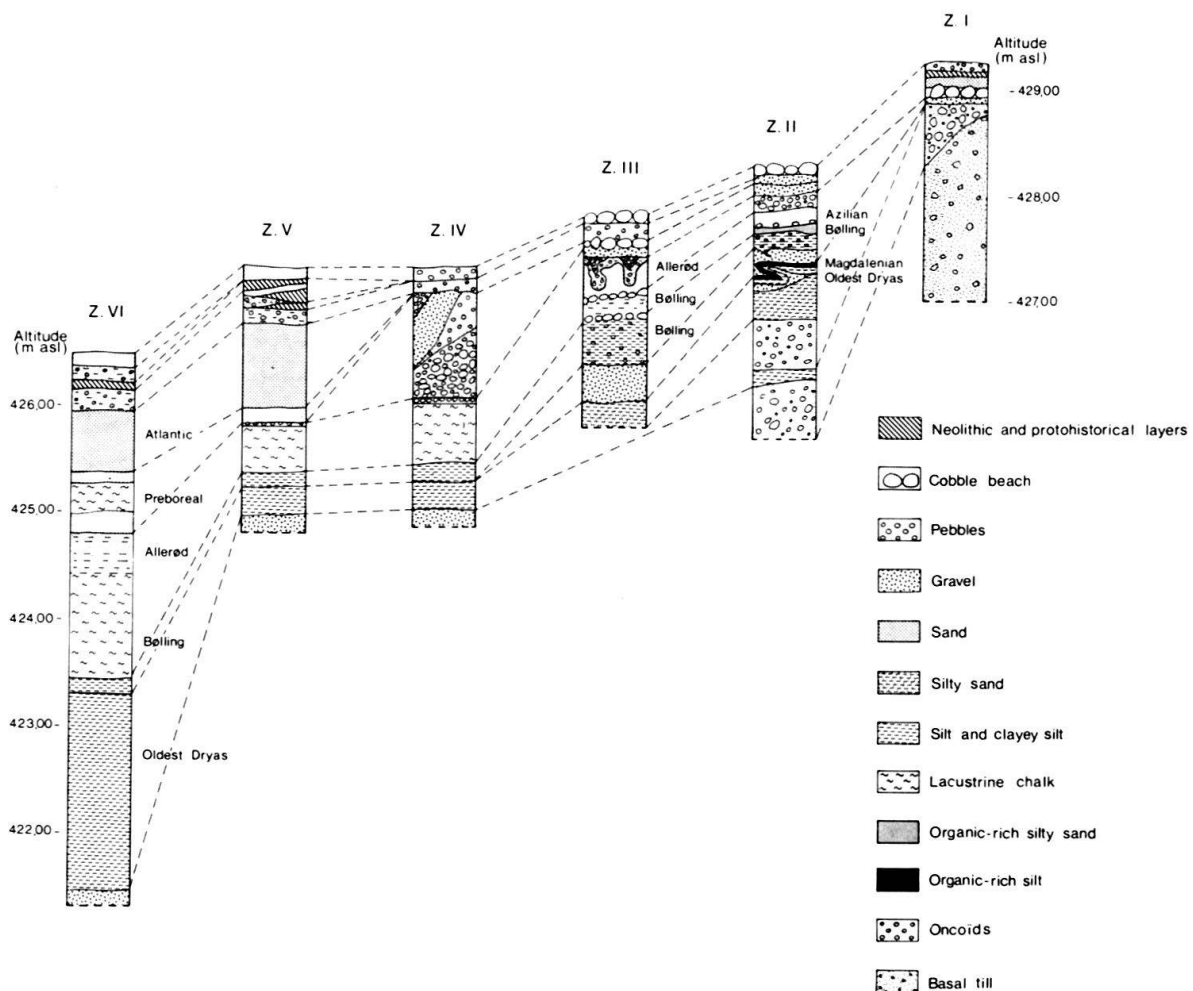 Z. I
Altitude
(m asl)
- 429,00
Z. II
- 428,00
Z. III
Azilian
Bølling
Z. V
Z. IV
Allerød
Magdalenian
Oldest Dryas
Z. VI
Bølling
- 427,00
Altitude
(m asl)
Bølling
426,00 -
Atlantic
Neolithic and protohistorical layers
Cobble beach
Preboreal
425,00 -
Pebbles
Allerød
Gravel
424,00 -
Sand
Bølling
Silty sand
423,00 -
Silt and clayey silt
Oldest Dryas
Lacustrine chalk
422,00 -
Organic-rich silty sand
Organic-rich silt
Oncoïds
Basal till